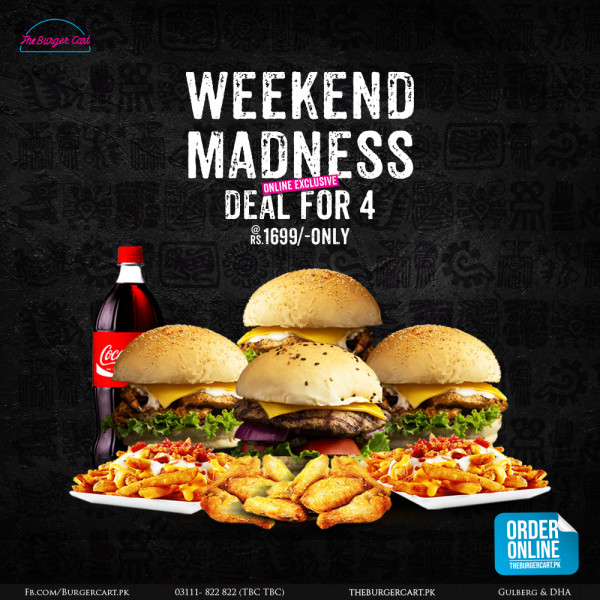 The Burger Cart
WEEKEND
MADNESS
ONLINE EXCLUSIVE
DEAL FOR 4
@
RS. 1699/-ONLY
Coc
ORDER
ONLINE
THEBURGERCART.PK
FB.COM/BURGERCART.PK 03111- 822 822 (TBC TBC) THEBURGERCART.PK GULBERG & DHA